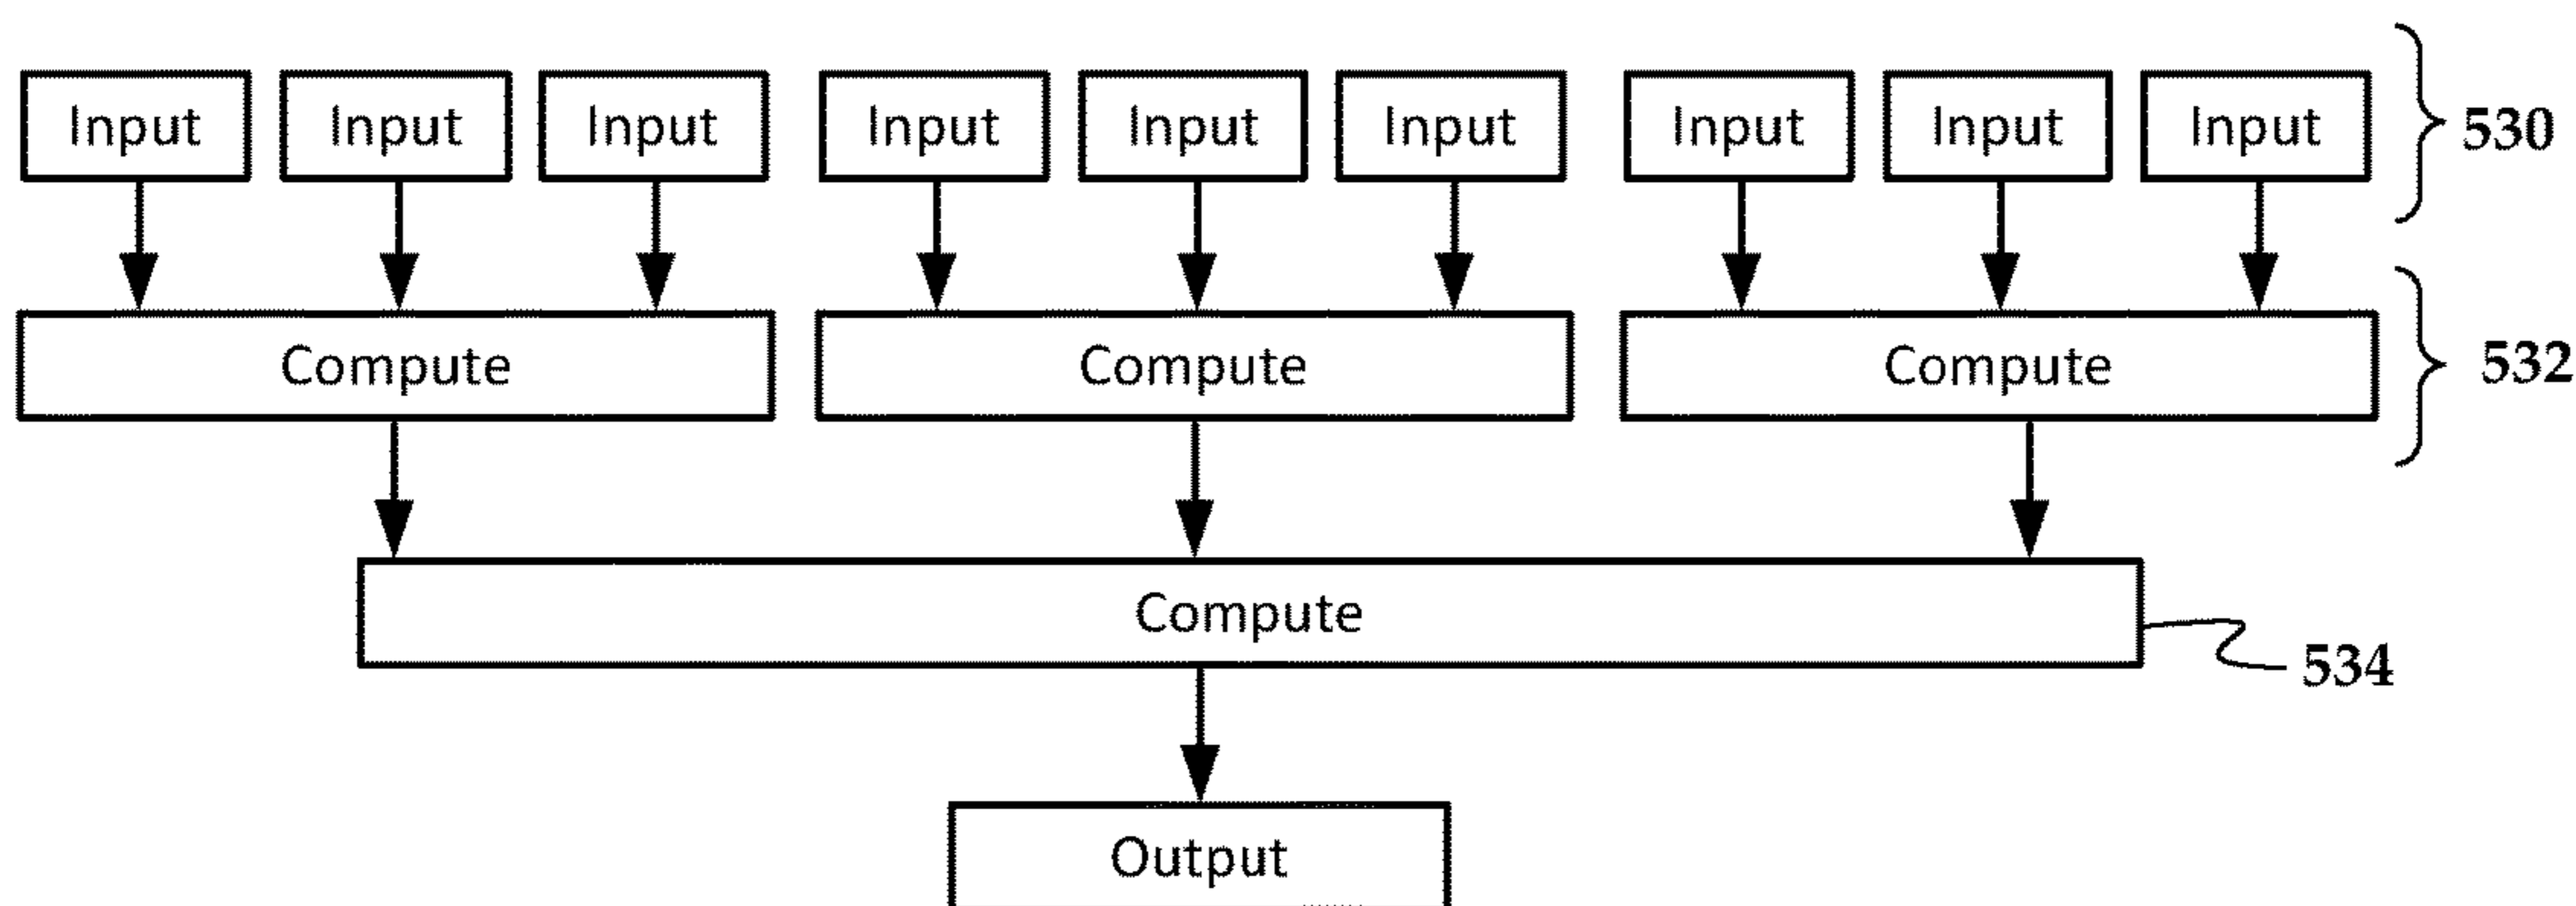 Input Input Input Input Input Input Input Input Input 530
Compute Compute Compute 532
Compute
534
Output